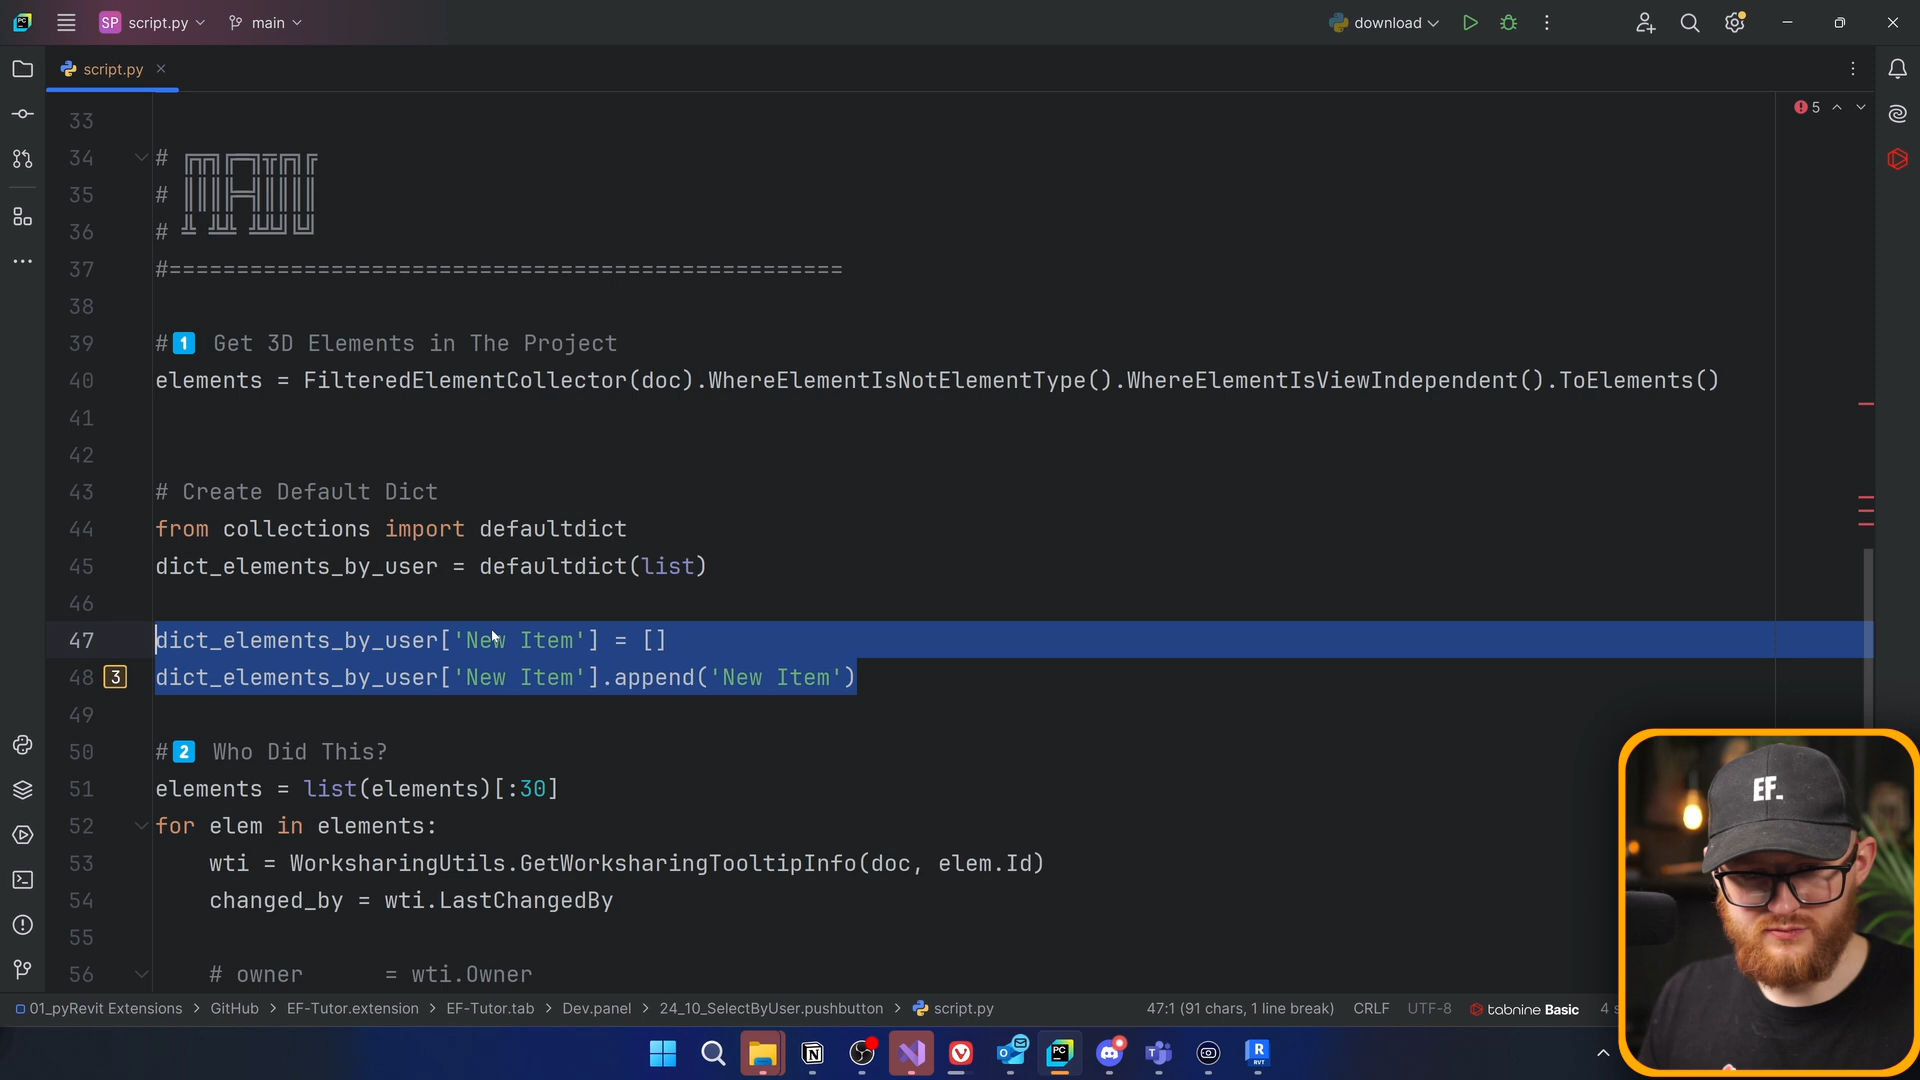 SP script.py main download
script.py
5
33
34 #
35 #
36 #
37 #==================================================
38
39 #1 Get 3D Elements in The Project
40 elements = FilteredElementCollector(doc).WhereElementIsNotElementType().WhereElementIsViewIndependent().ToElements()
41
42
43 # Create Default Dict
44 from collections import defaultdict
45 dict_elements_by_user = defaultdict(list)
46
47 dict_elements_by_user['New Item'] = []
48 3 dict_elements_by_user['New Item'].append('New Item')
49
50 #2 Who Did This?
51 elements = list(elements)[:30]
52 for elem in elements:
53 wti = WorksharingUtils.GetWorksharingTooltipInfo(doc, elem.Id)
54 changed_by = wti.LastChangedBy
55
56 # owner = wti.Owner
01_pyRevit Extensions > GitHub > EF-Tutor.extension > EF-Tutor.tab > Dev.panel > 24_10_SelectByUser.pushbutton > script.py 47:1 (91 chars, 1 line break) CRLF UTF-8 tabnine Basic 4 s
EF.